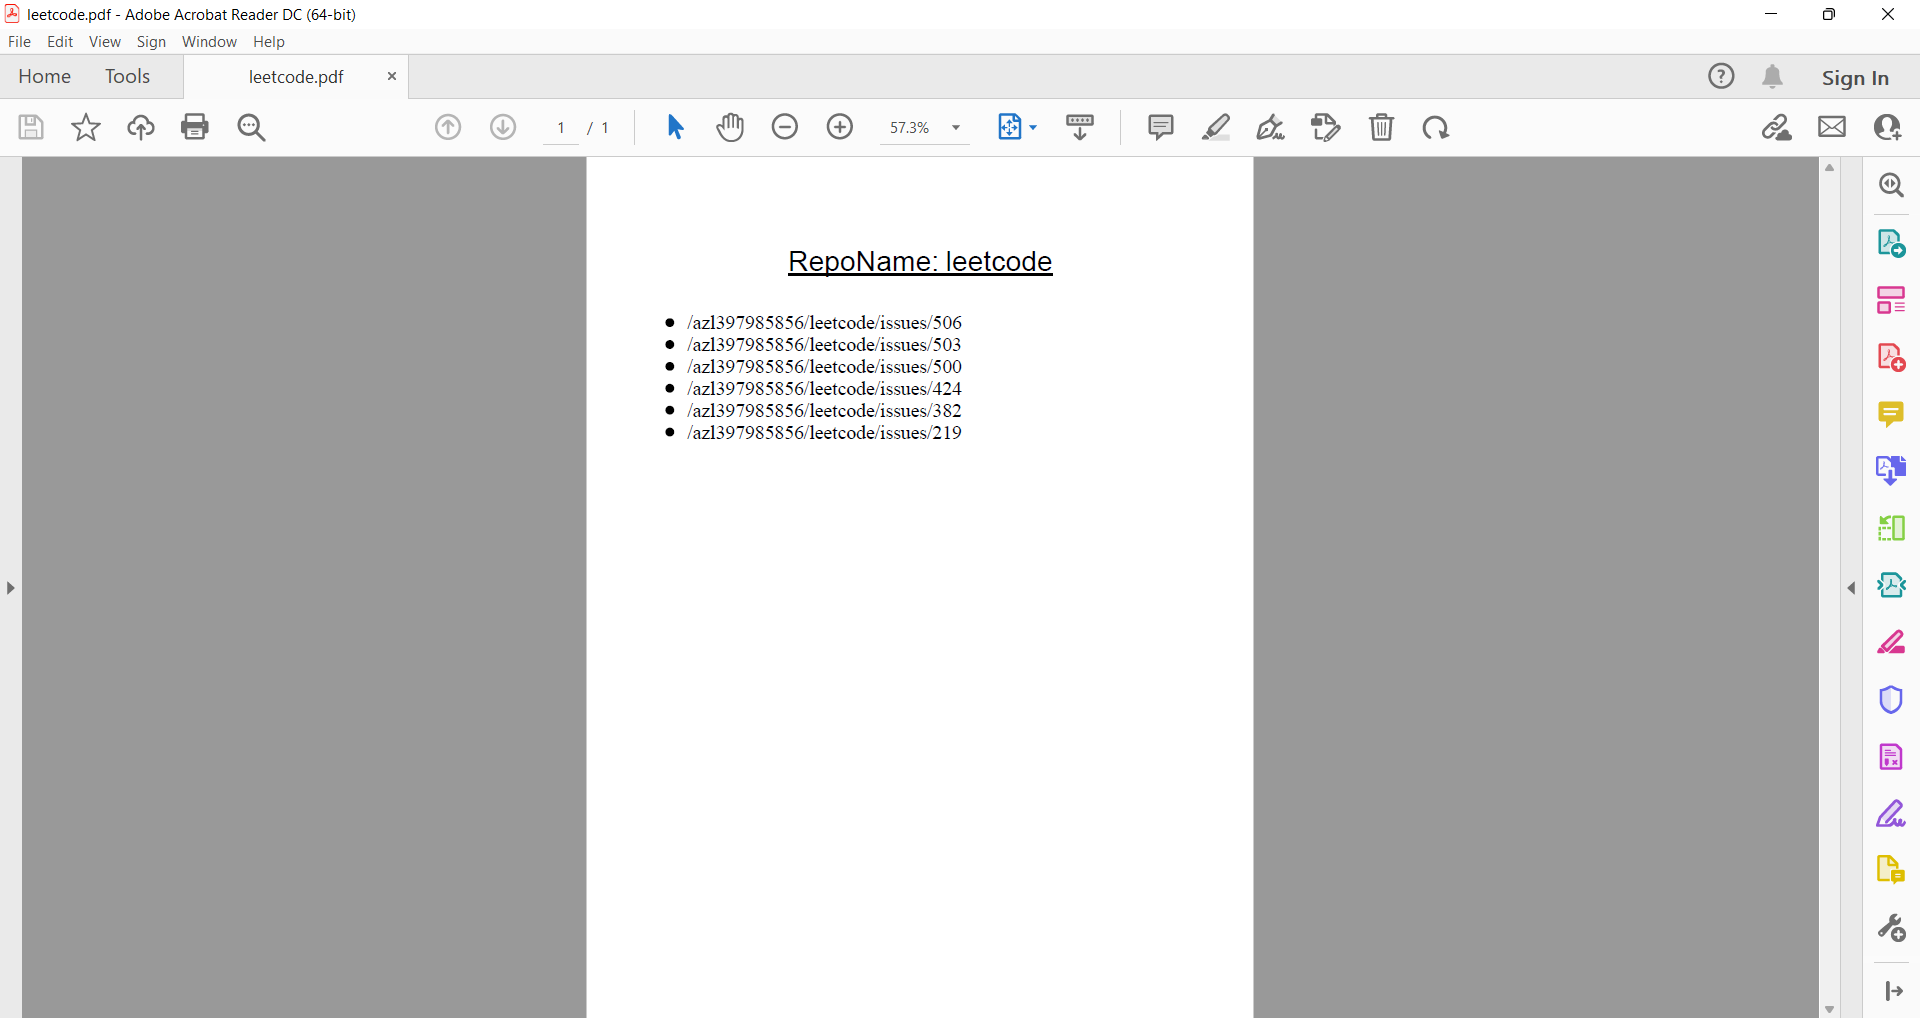 leetcode.pdf - Adobe Acrobat Reader DC (64-bit)
File Edit View Sign Window Help
Home Tools leetcode.pdf Sign In
1 / 1 57.3%
RepoName: leetcode
/azl397985856/leetcode/issues/506
/azl397985856/leetcode/issues/503
/azl397985856/leetcode/issues/500
/azl397985856/leetcode/issues/424
/azl397985856/leetcode/issues/382
/azl397985856/leetcode/issues/219